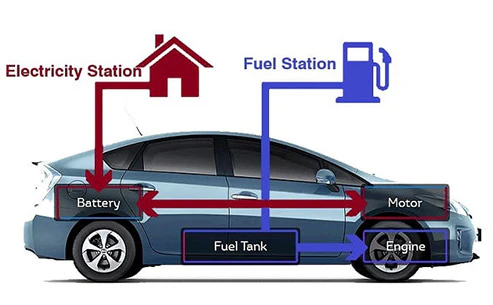 Electricity Station
Fuel Station
Battery
Motor
Fuel Tank
Engine